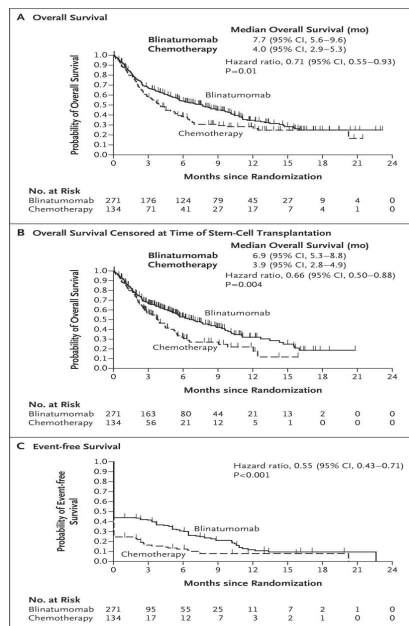 A Overall Survival
Median Overall Survival (mo)
Blinatumomab 7.7 (95% CI, 5.6–9.6)
Chemotherapy 4.0 (95% CI, 2.9–5.3)
Hazard ratio, 0.71 (95% CI, 0.55–0.93)
P=0.01
Probability of Overall Survival
1.0
0.9
0.8
0.7
0.6
0.5
0.4
0.3
0.2
0.1
0.0
Blinatumomab
Chemotherapy
0 3 6 9 12 15 18 21 24
Months since Randomization
No. at Risk
Blinatumomab 271 176 124 79 45 27 9 4 0
Chemotherapy 134 71 41 27 17 7 4 1 0
B Overall Survival Censored at Time of Stem-Cell Transplantation
Median Overall Survival (mo)
Blinatumomab 6.9 (95% CI, 5.3–8.8)
Chemotherapy 3.9 (95% CI, 2.8–4.9)
Hazard ratio, 0.66 (95% CI, 0.50–0.88)
P=0.004
Probability of Overall Survival
1.0
0.9
0.8
0.7
0.6
0.5
0.4
0.3
0.2
0.1
0.0
Blinatumomab
Chemotherapy
0 3 6 9 12 15 18 21 24
Months since Randomization
No. at Risk
Blinatumomab 271 163 80 44 21 13 2 0 0
Chemotherapy 134 56 21 12 5 1 0 0 0
C Event-free Survival
Hazard ratio, 0.55 (95% CI, 0.43–0.71)
P<0.001
Probability of Event-free
Survival
1.0
0.9
0.8
0.7
0.6
0.5
0.4
0.3
0.2
0.1
0.0
Blinatumomab
Chemotherapy
0 3 6 9 12 15 18 21 24
Months since Randomization
No. at Risk
Blinatumomab 271 95 55 25 11 7 2 1 0
Chemotherapy 134 17 12 7 3 2 1 0 0